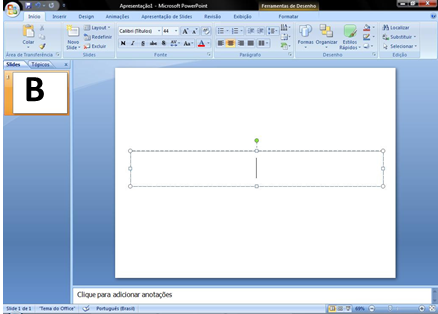 Apresentação1 - Microsoft PowerPoint
Ferramentas de Desenho
Início Inserir Design Animações Apresentação de Slides Revisão Exibição Formatar
Colar
Novo Slide
Layout
Redefinir
Excluir
Calibri (Títulos) 44
Formas Organizar Estilos Rápidos
Localizar
Substituir
Selecionar
Área de Transferência Slides Fonte Parágrafo Desenho Edição
Slides Tópicos
1
B
Clique para adicionar anotações
Slide 1 de 1 "Tema do Office" Português (Brasil)